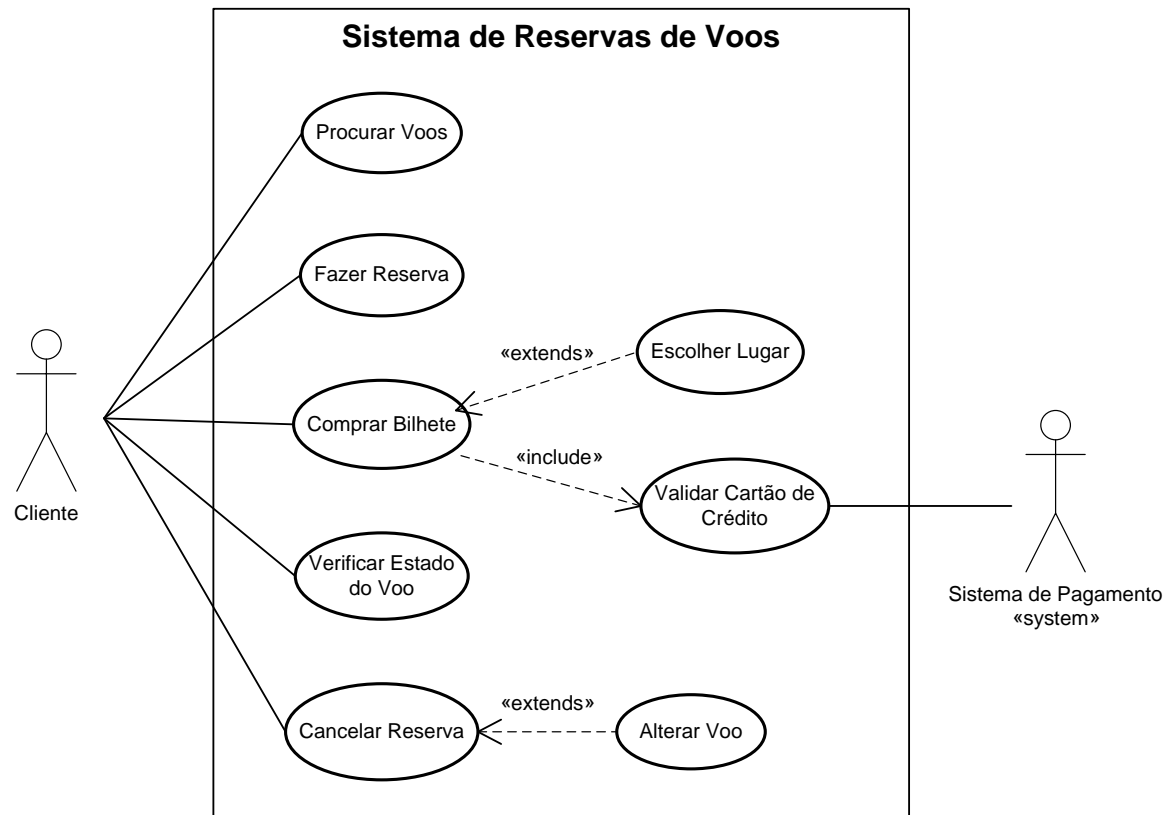 Sistema de Reservas de Voos
Procurar Voos
Fazer Reserva
«extends»
Escolher Lugar
Comprar Bilhete
«include»
Validar Cartão de
Crédito
Cliente
Verificar Estado
do Voo
Sistema de Pagamento
«system»
«extends»
Cancelar Reserva
Alterar Voo